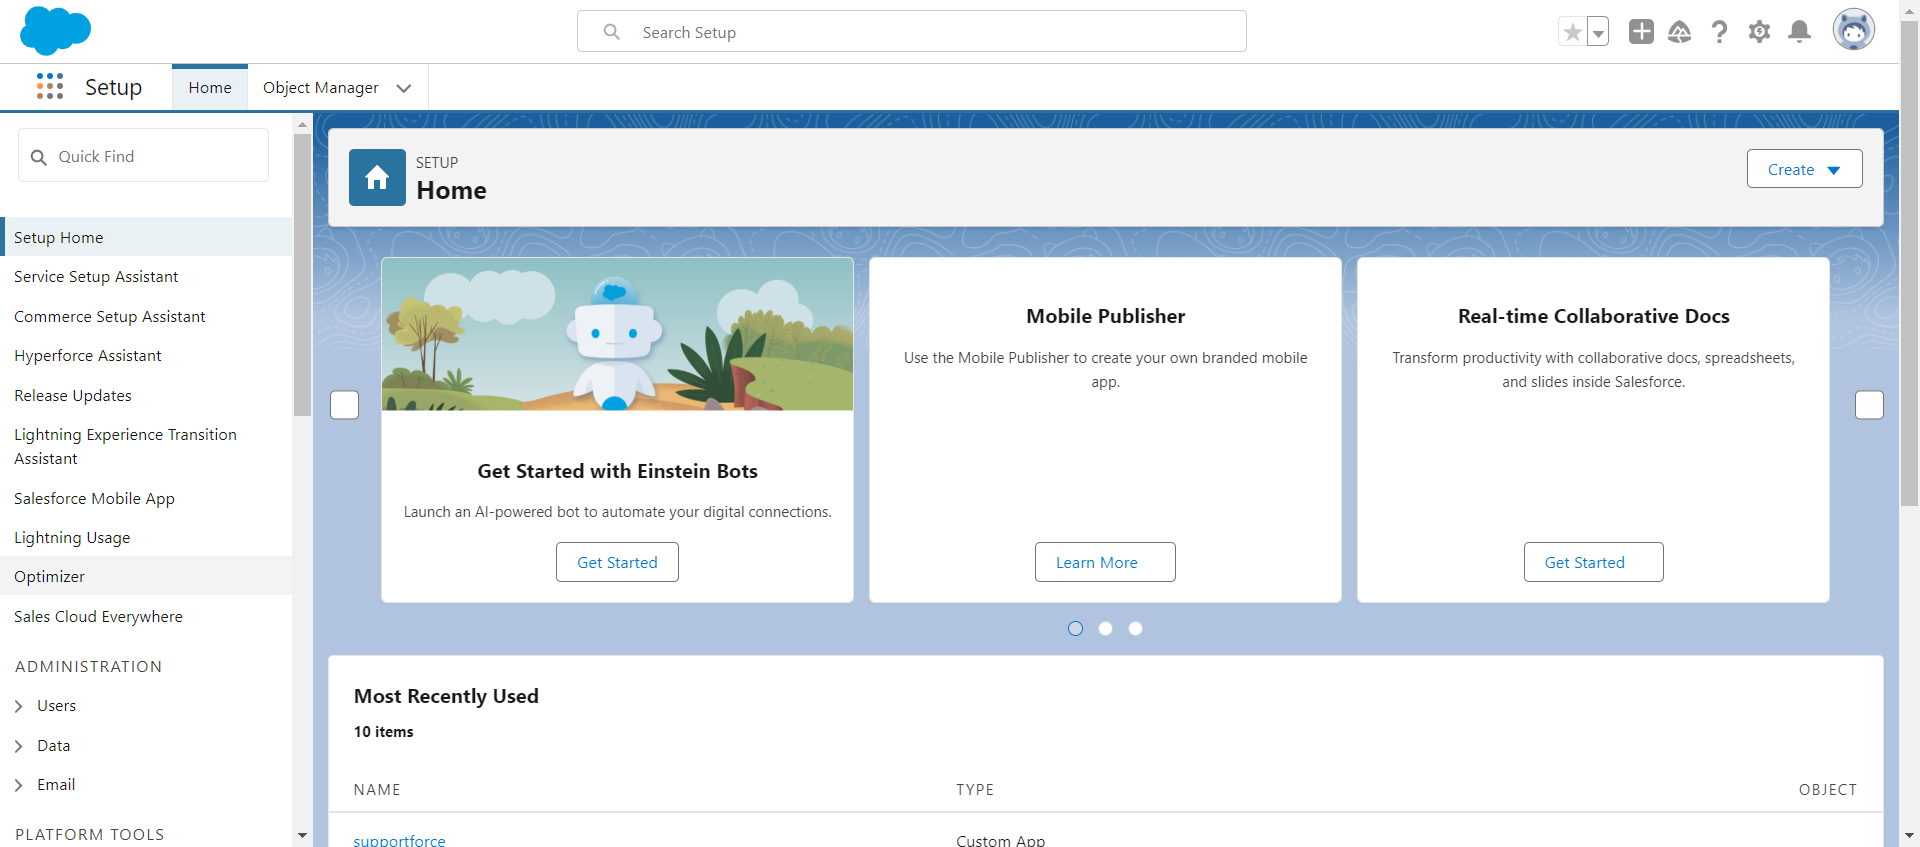 Search Setup
Setup
Home
Object Manager
Quick Find
Setup Home
Service Setup Assistant
Commerce Setup Assistant
Hyperforce Assistant
Release Updates
Lightning Experience Transition
Assistant
Salesforce Mobile App
Lightning Usage
Optimizer
Sales Cloud Everywhere
ADMINISTRATION
Users
Data
Email
PLATFORM TOOLS
SETUP
Home
Create
Get Started with Einstein Bots
Launch an AI-powered bot to automate your digital connections.
Get Started
Mobile Publisher
Use the Mobile Publisher to create your own branded mobile
app.
Learn More
Real-time Collaborative Docs
Transform productivity with collaborative docs, spreadsheets,
and slides inside Salesforce.
Get Started
Most Recently Used
10 items
NAME
TYPE
OBJECT
supportforce
Custom App